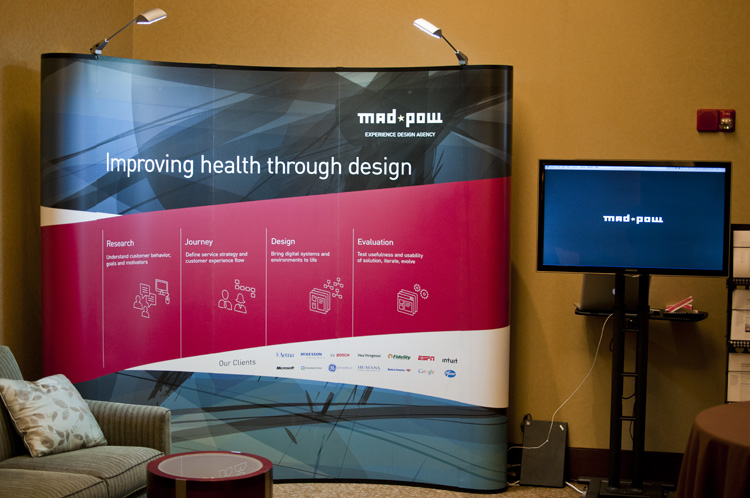 mad★pow
EXPERIENCE DESIGN AGENCY
Improving health through design
Research
Understand customer behavior,
goals and motivators
Journey
Define service strategy and
customer experience flow
Design
Bring digital systems and
environments to life
Evaluation
Test usefulness and usability
of solution, iterate, evolve
Our Clients
Aetna McKESSON BOSCH Fidelity ESPN intuit
Microsoft HUMANA Google Pfizer
mad★pow